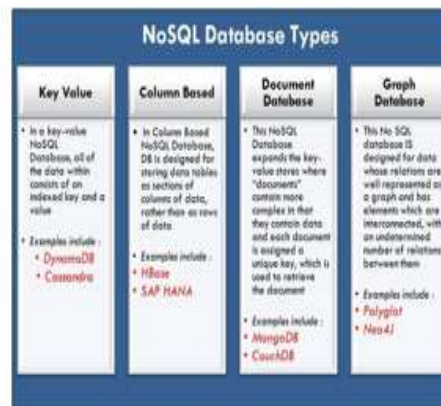 NoSQL Database Types
Key Value
• In a key-value
NoSQL
Database, all of
the data within
consists of an
indexed key and a
value
• Examples include :
• DynamoDB
• Cassandra
Column Based
• In Column Based
NoSQL Database,
DB is designed for
storing data tables
as sections of
columns of data,
rather than as rows
of data
• Examples include :
• HBase
• SAP HANA
Document
Database
• This NoSQL
Database
expands the key-
value stores where
"documents"
contain more
complex in that
they contain data
and each document
is assigned a
unique key, which is
used to retrieve
the document
• Examples include :
• MongoDB
• CouchDB
Graph
Database
• This No SQL
database IS
designed for data
whose relations are
well represented as
a graph and has
elements which are
interconnected, with
an undetermined
number of relations
between them
• Examples include :
• Polyglot
• Neo4J